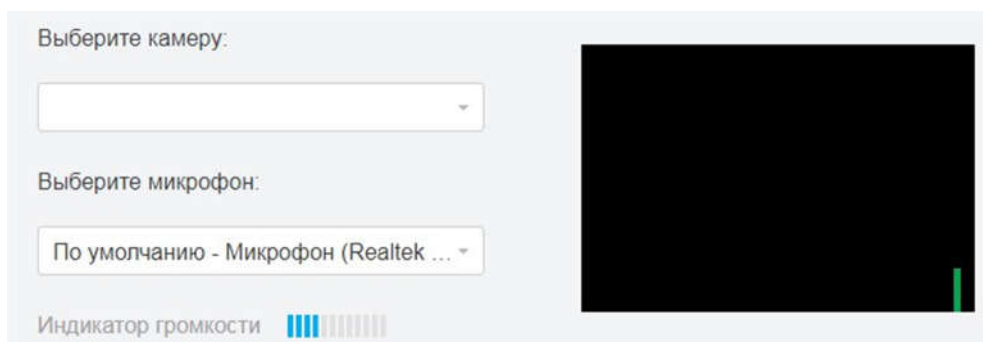 Выберите камеру:
Выберите микрофон:
По умолчанию - Микрофон (Realtek ...
Индикатор громкости